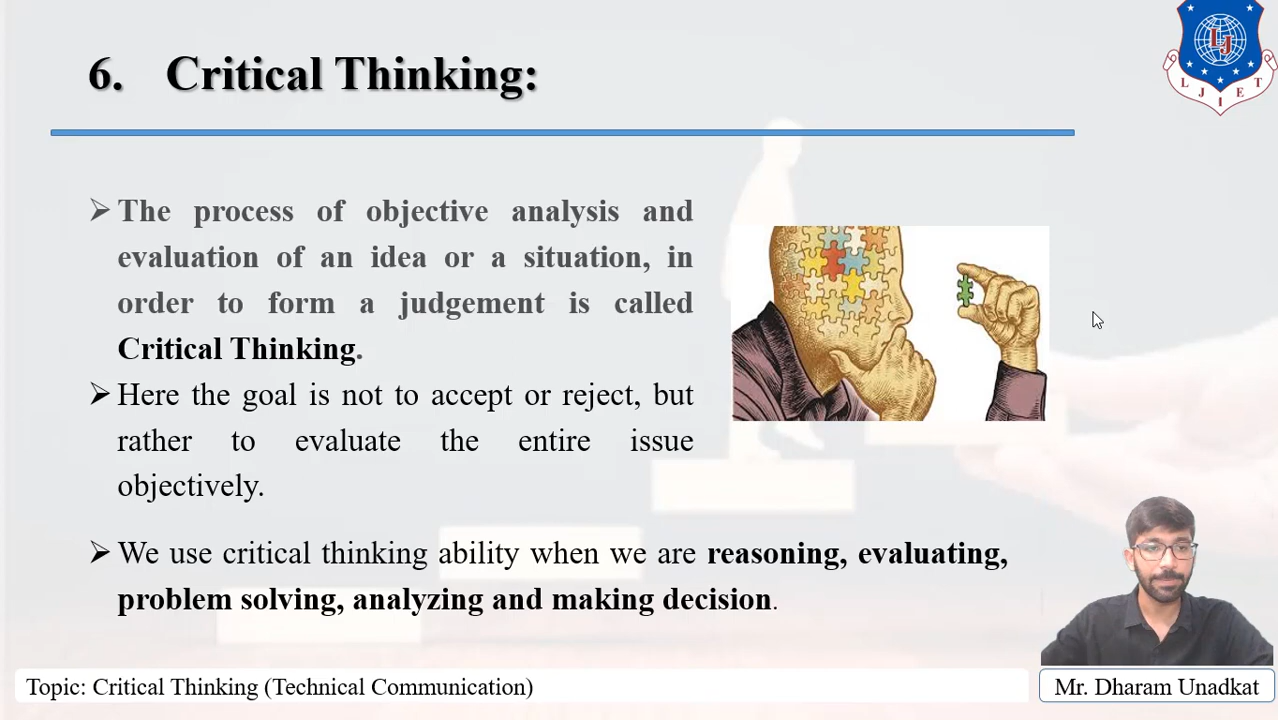 6. Critical Thinking:
L J I E T
LJ
➢ The process of objective analysis and
evaluation of an idea or a situation, in
order to form a judgement is called
Critical Thinking.
➢ Here the goal is not to accept or reject, but
rather to evaluate the entire issue
objectively.
➢ We use critical thinking ability when we are reasoning, evaluating,
problem solving, analyzing and making decision.
Topic: Critical Thinking (Technical Communication)
Mr. Dharam Unadkat